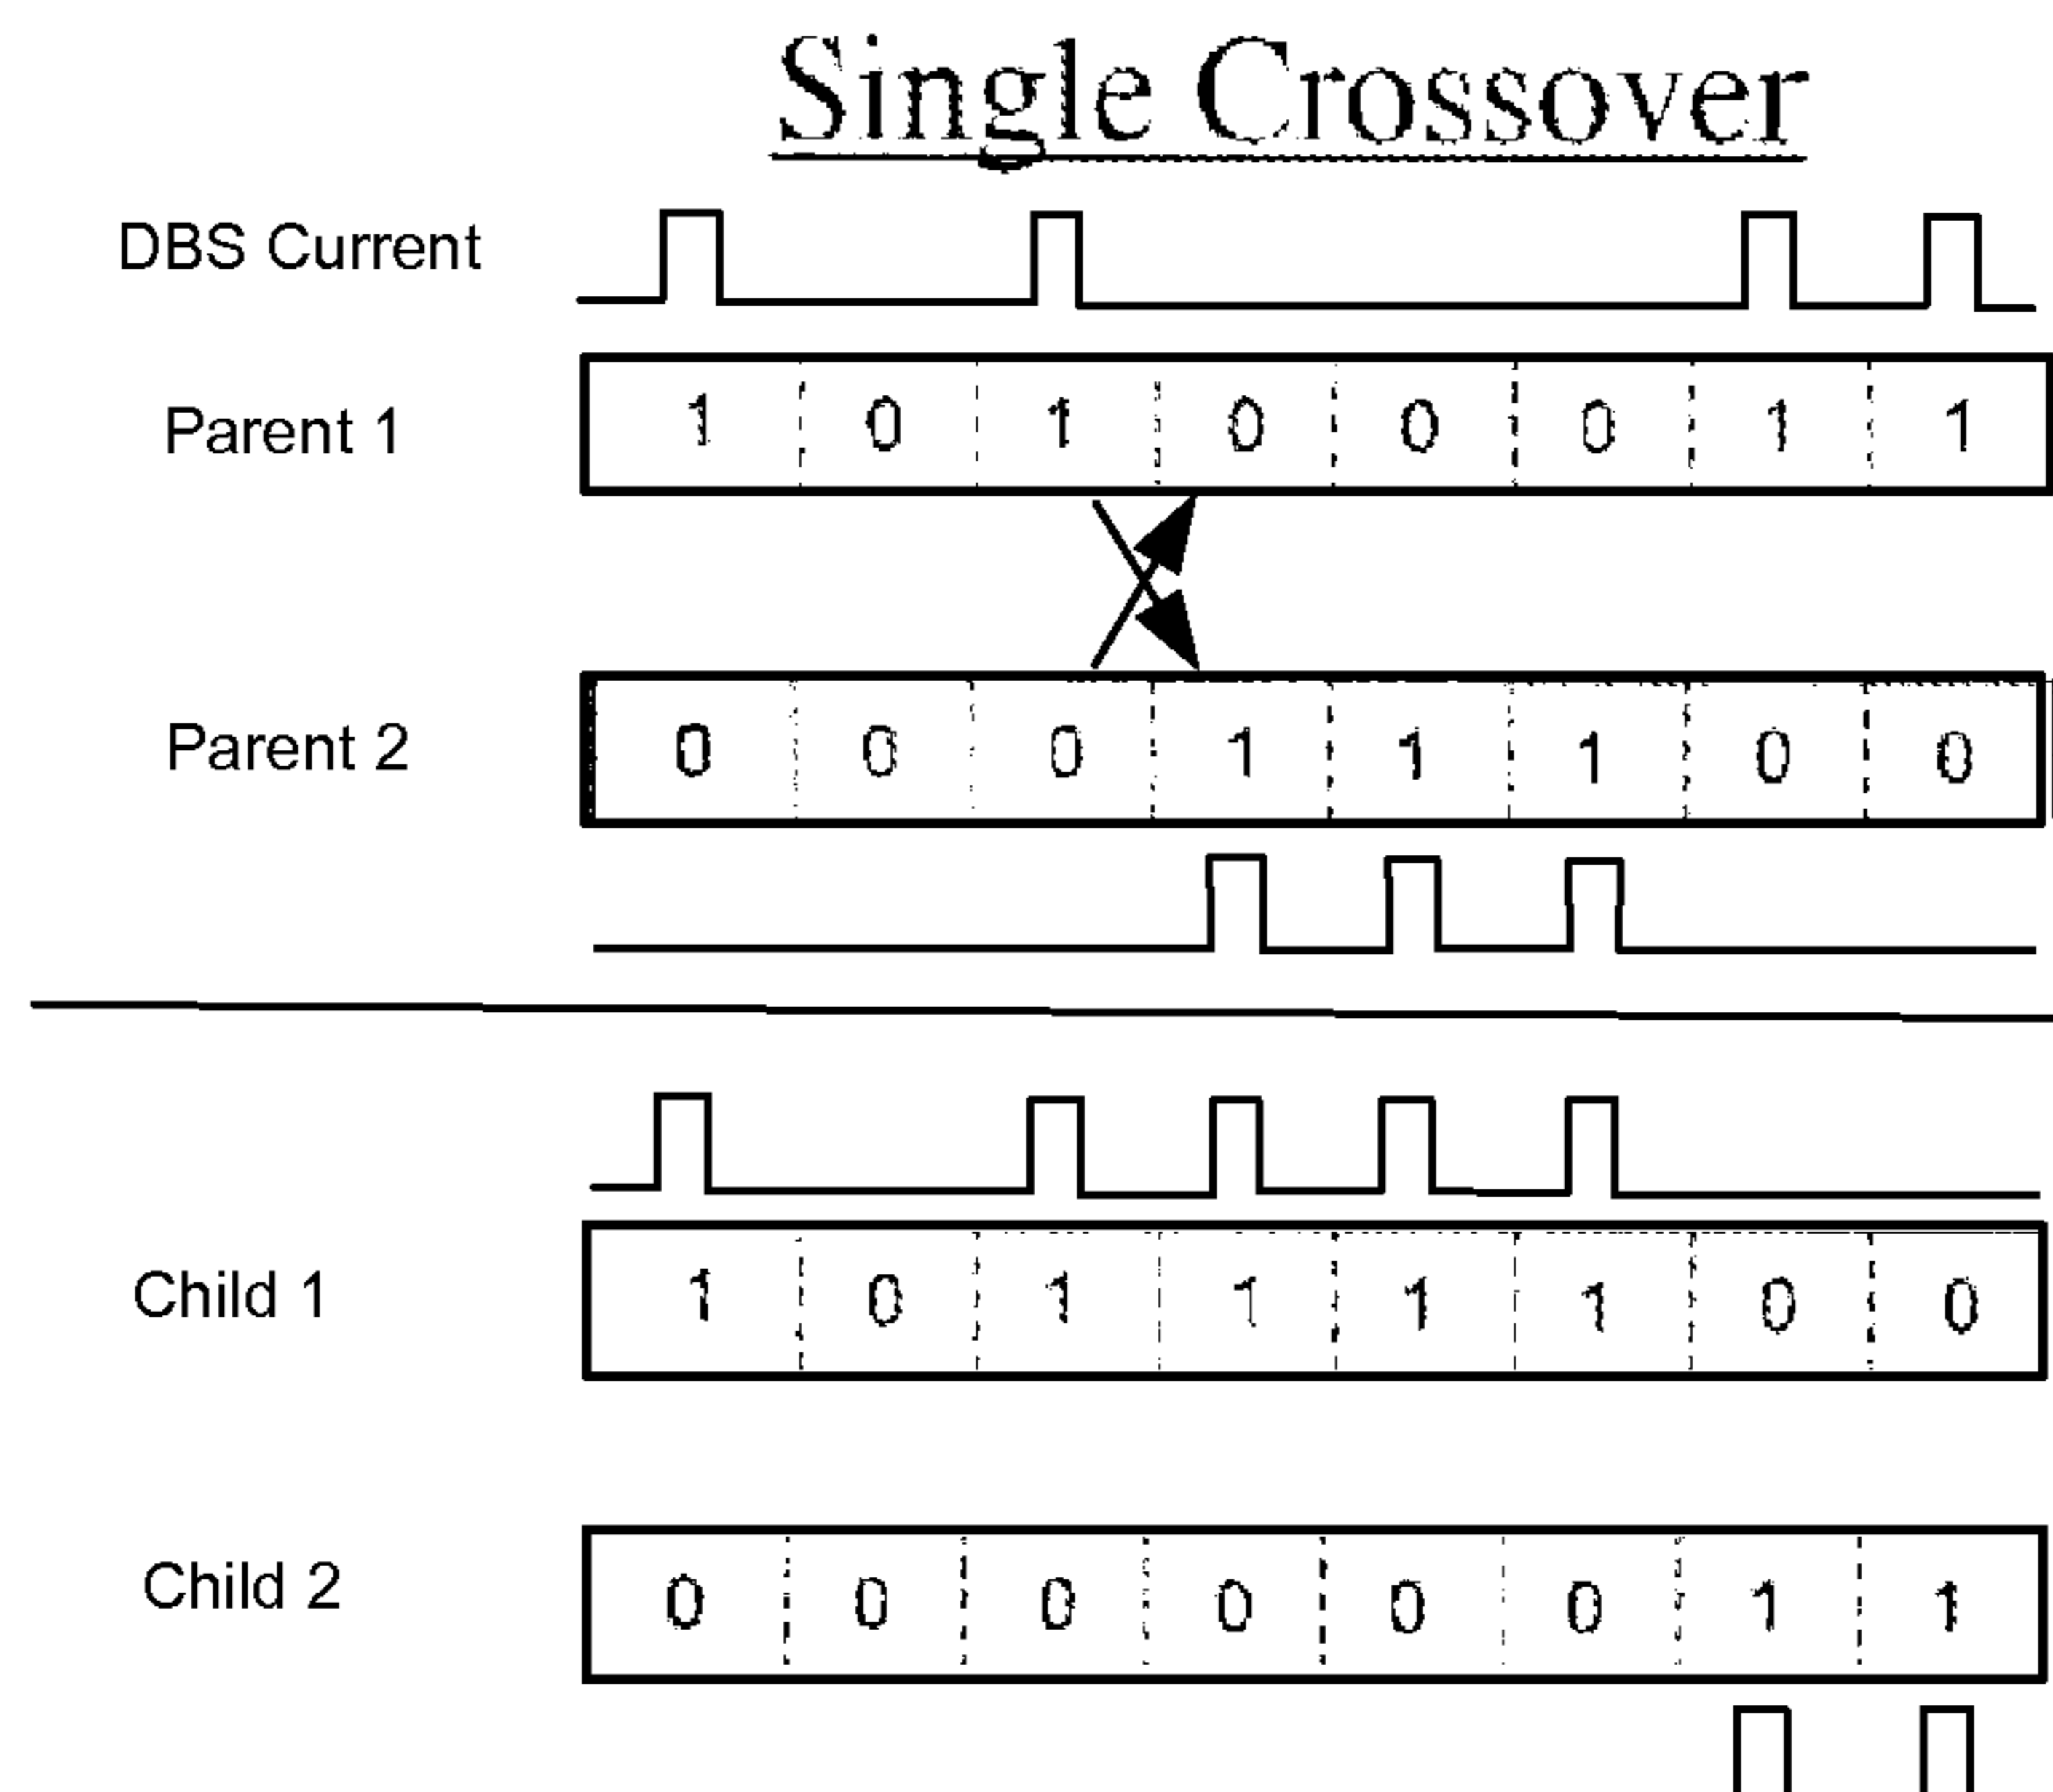 Single Crossover
DBS Current
Parent 1 1 0 1 0 0 0 1 1
Parent 2 0 0 0 1 1 1 0 0
Child 1 1 0 1 1 1 1 0 0
Child 2 0 0 0 0 0 0 1 1